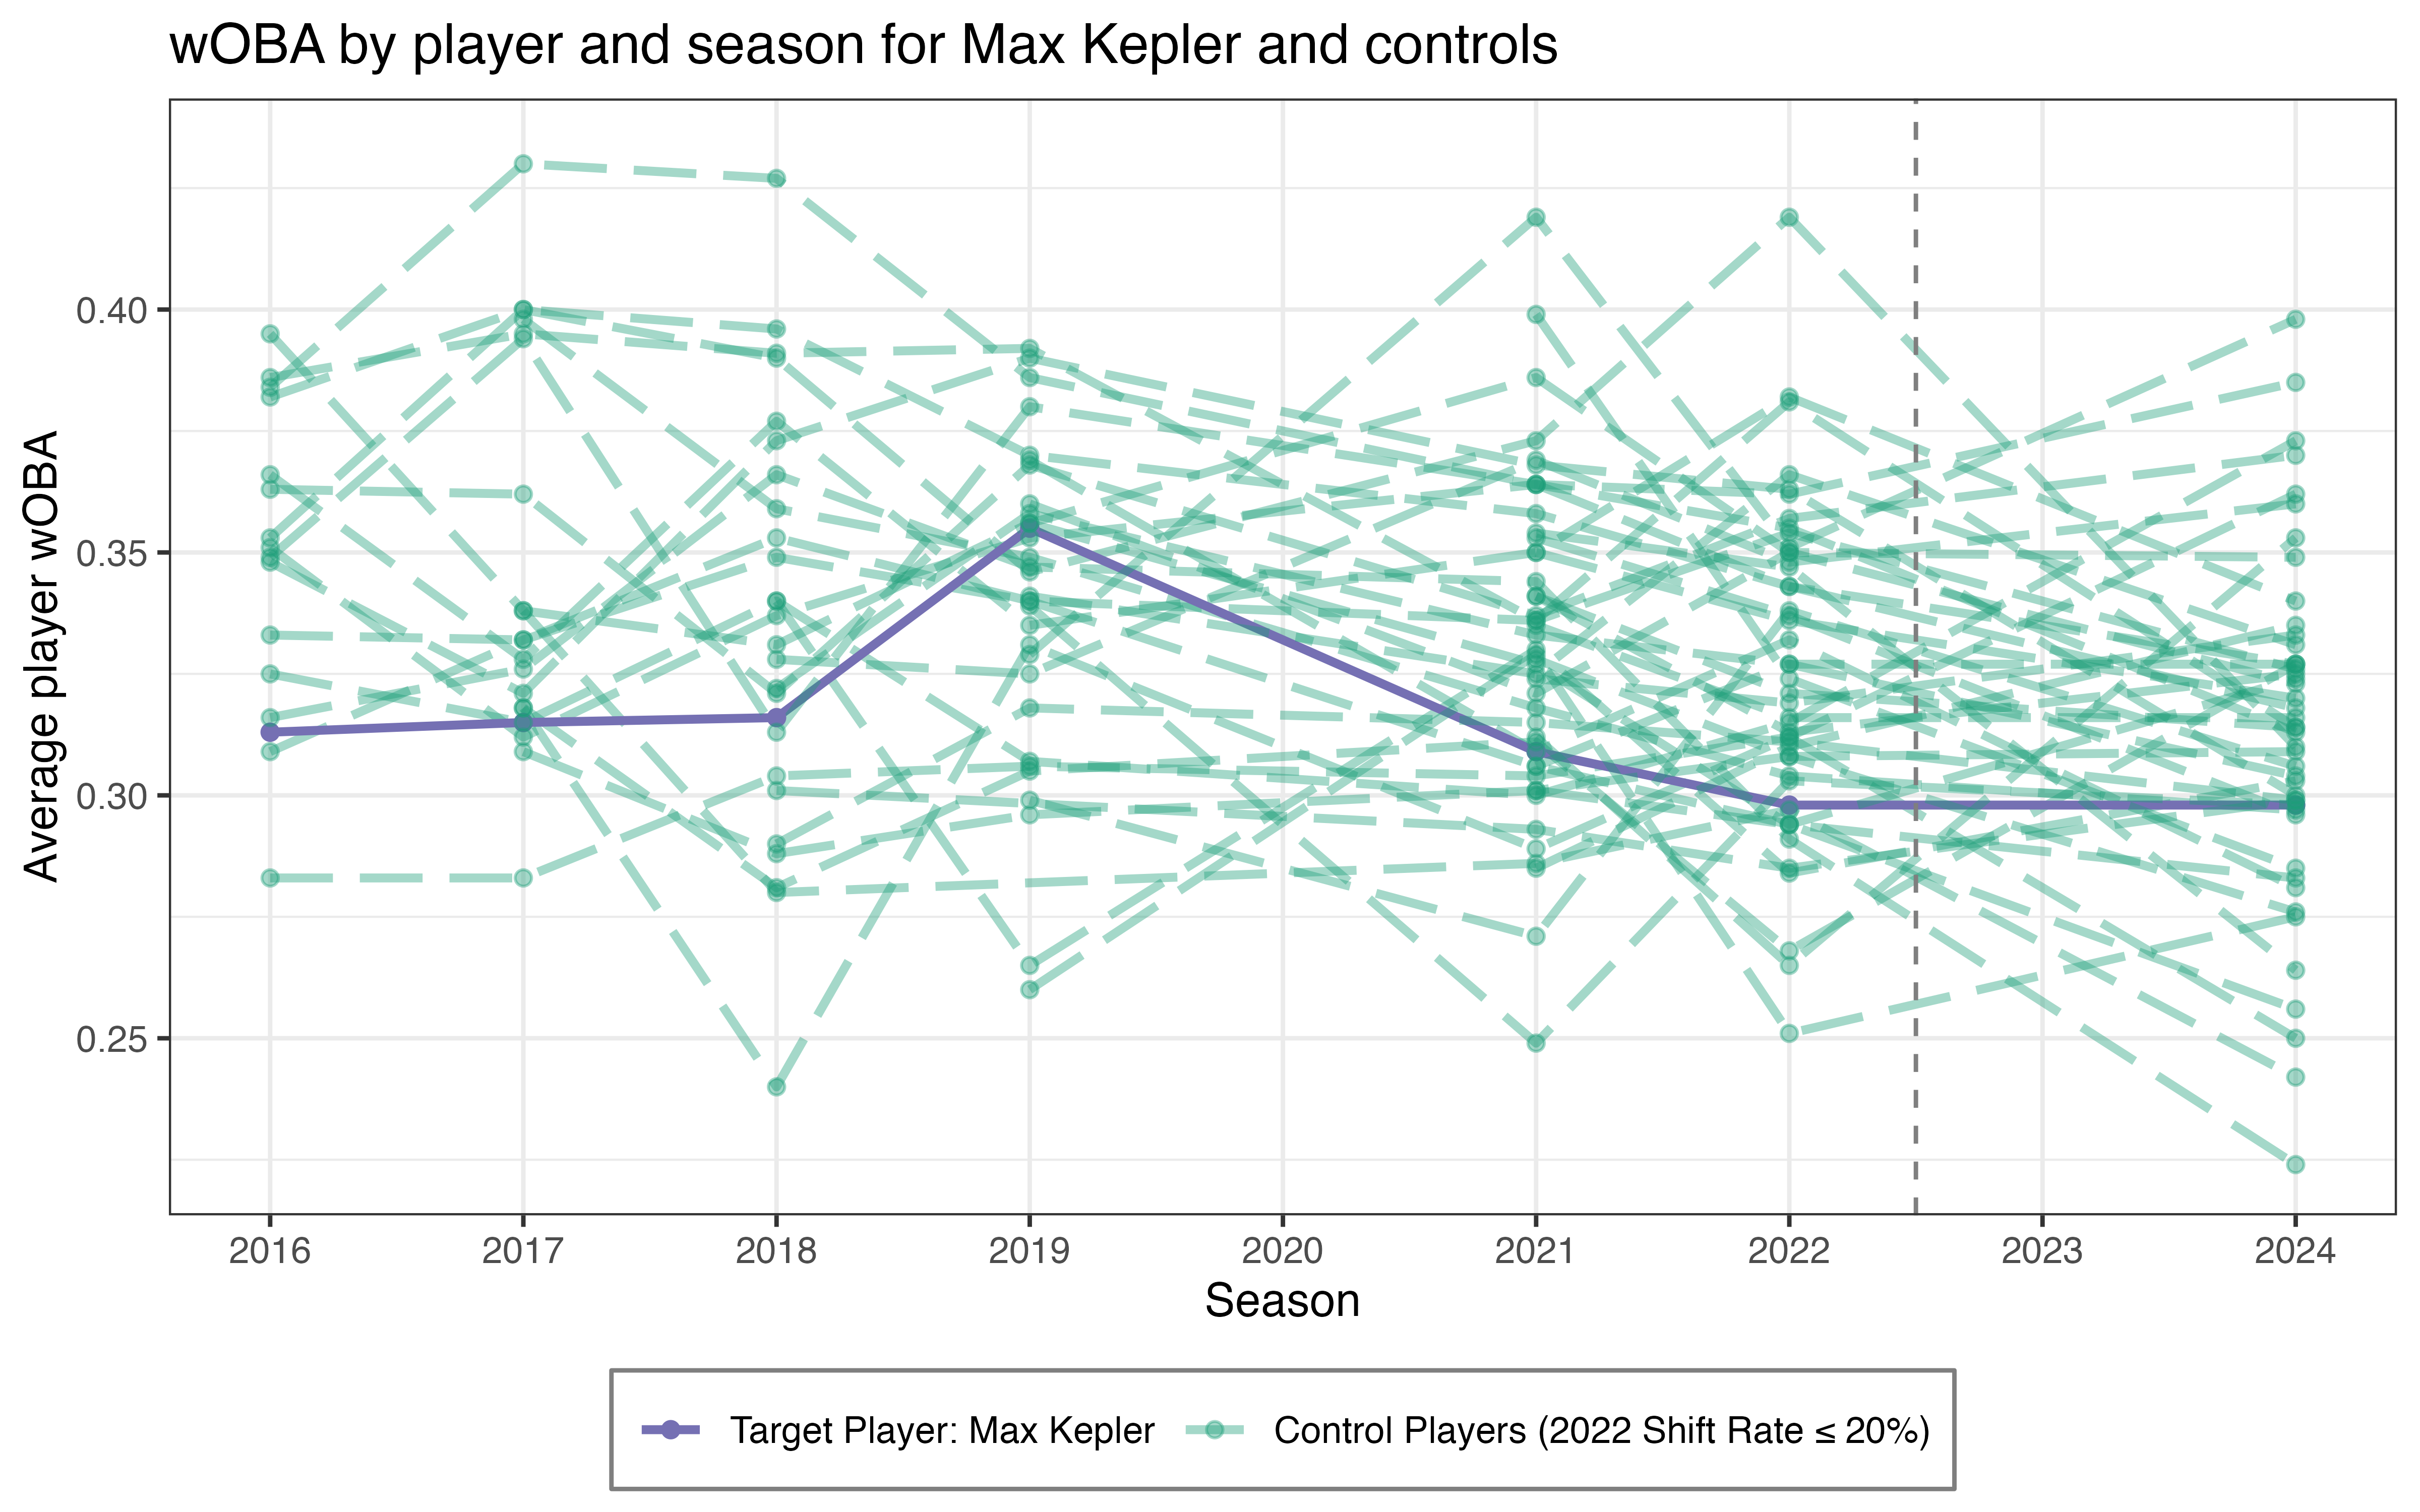 wOBA by player and season for Max Kepler and controls
Average player wOBA
0.40
0.35
0.30
0.25
2016 2017 2018 2019 2020 2021 2022 2023 2024
Season
Target Player: Max Kepler Control Players (2022 Shift Rate ≤ 20%)